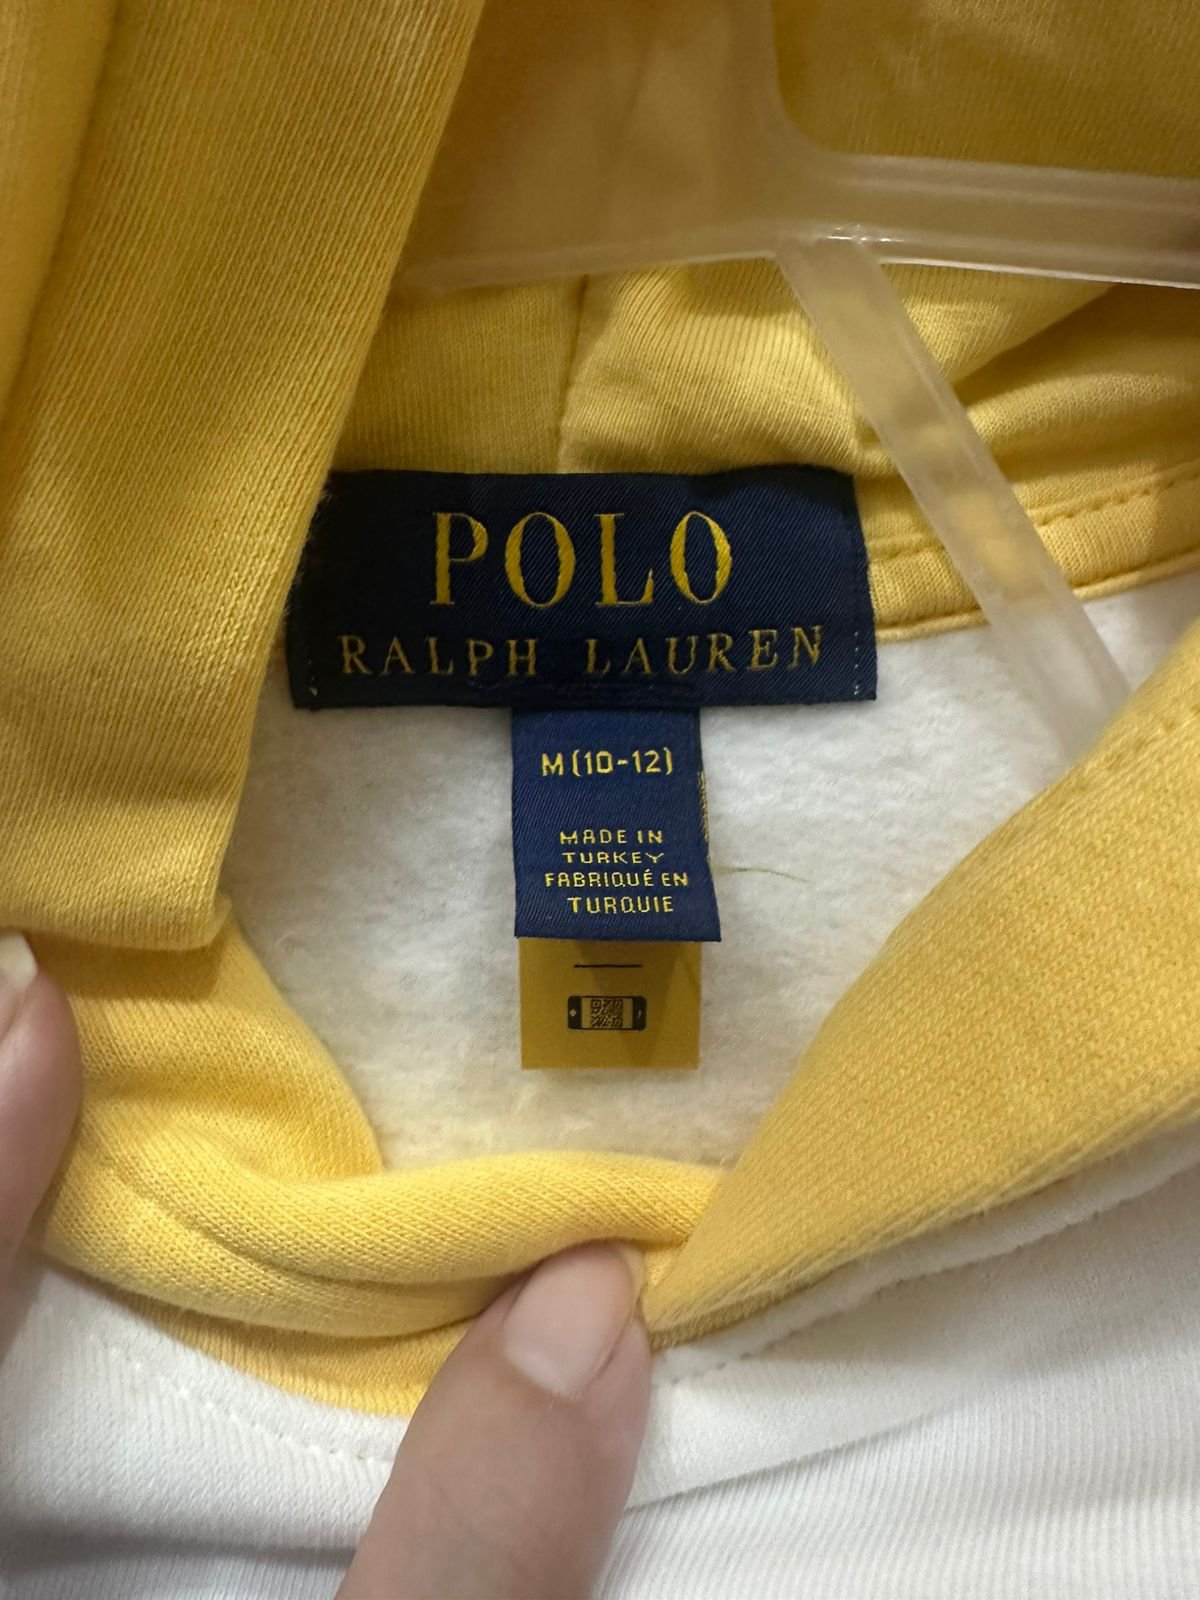 POLO
RALPH LAUREN
M (10-12)
MADE IN
TURKEY
FABRIQUÉ EN
TURQUIE